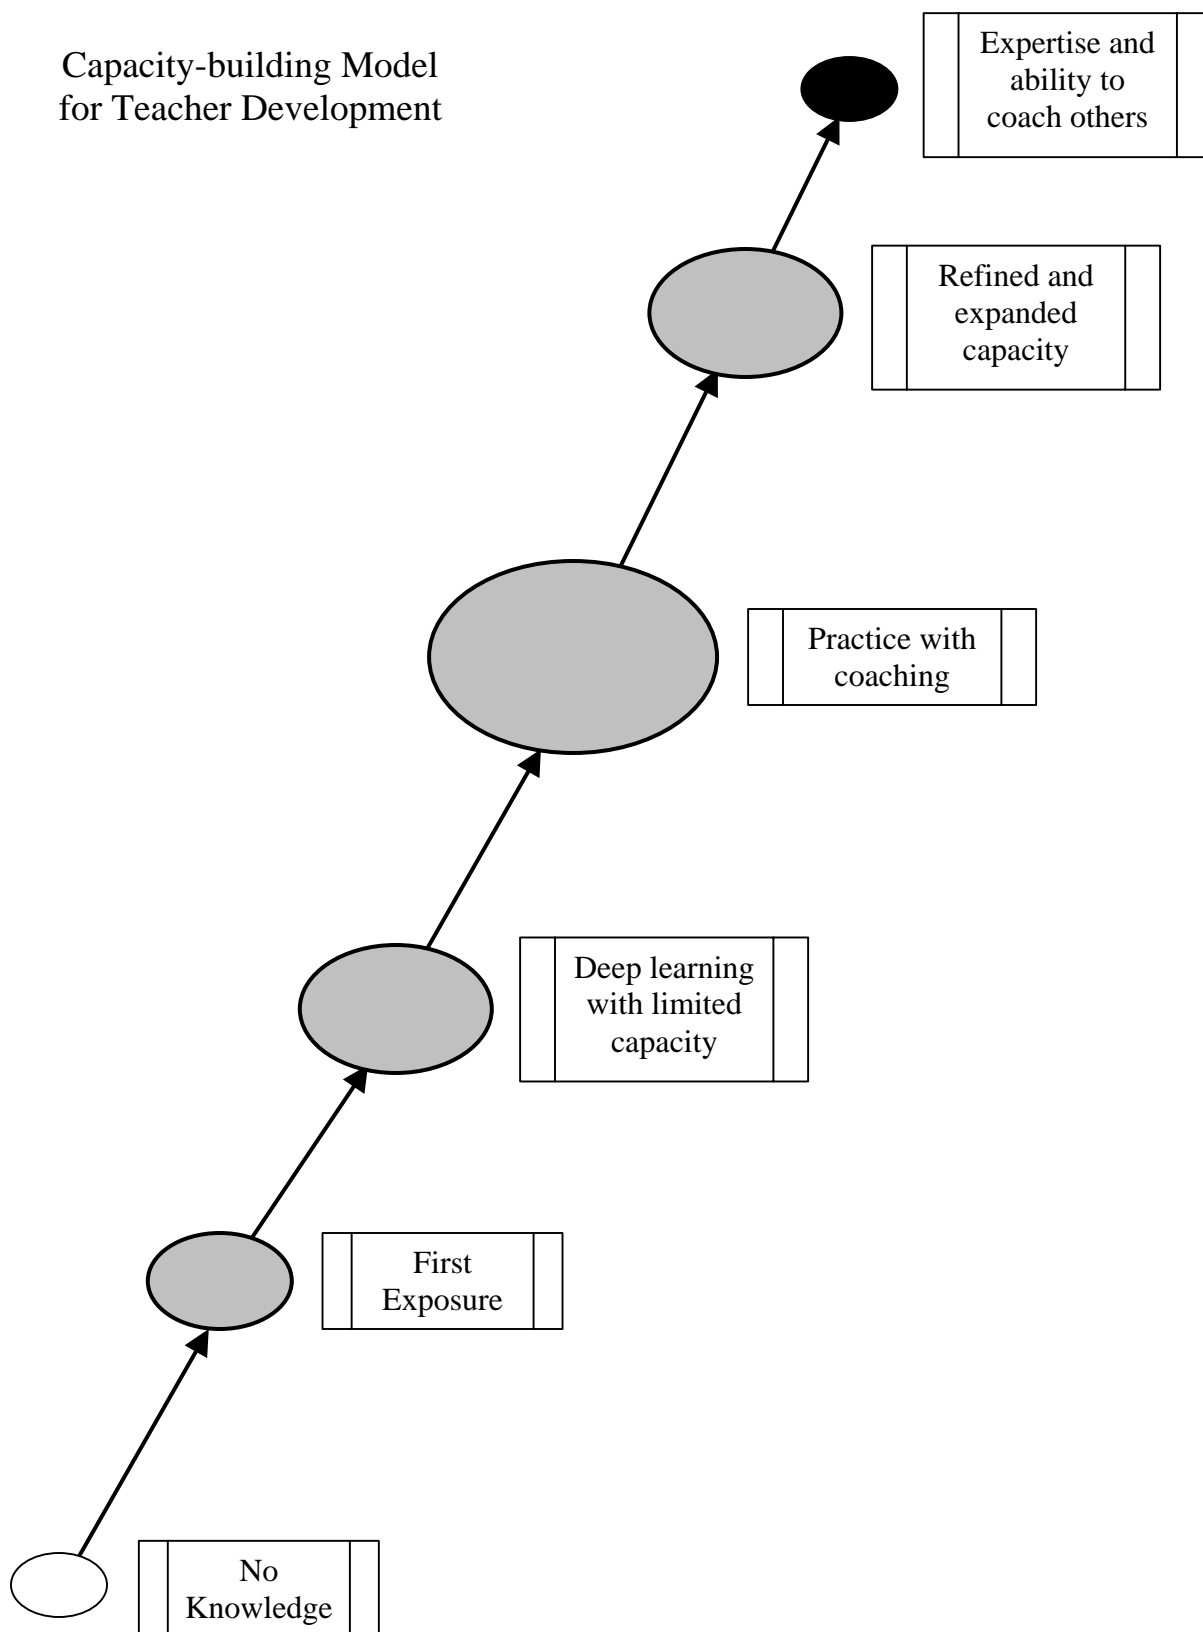 Capacity-building Model
for Teacher Development
Expertise and
ability to
coach others
Refined and
expanded
capacity
Practice with
coaching
Deep learning
with limited
capacity
First
Exposure
No
Knowledge